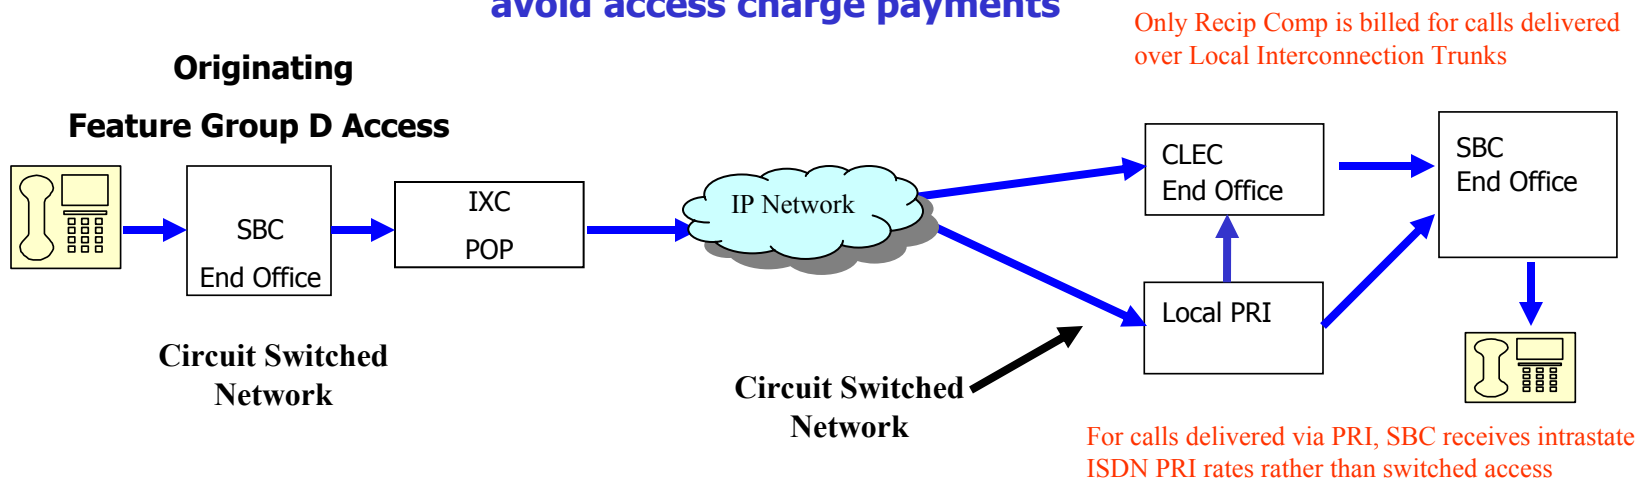 avoid access charge payments
Only Recip Comp is billed for calls delivered
over Local Interconnection Trunks
Originating
Feature Group D Access
SBC
End Office
IXC
POP
IP Network
CLEC
End Office
SBC
End Office
Local PRI
Circuit Switched
Network
Circuit Switched
Network
For calls delivered via PRI, SBC receives intrastate
ISDN PRI rates rather than switched access